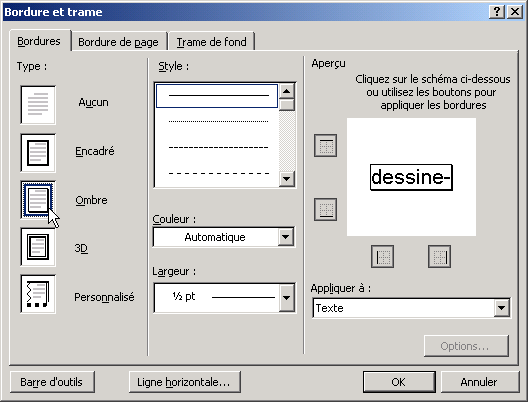 Bordure et trame
Bordures
Bordure de page
Trame de fond
Type :
Aucun
Encadré
Ombre
3D
Personnalisé
Style :
Couleur :
Automatique
Largeur :
½ pt
Aperçu
Cliquez sur le schéma ci-dessous
ou utilisez les boutons pour
appliquer les bordures
dessine-
Appliquer à :
Texte
Options...
Barre d'outils
Ligne horizontale...
OK
Annuler